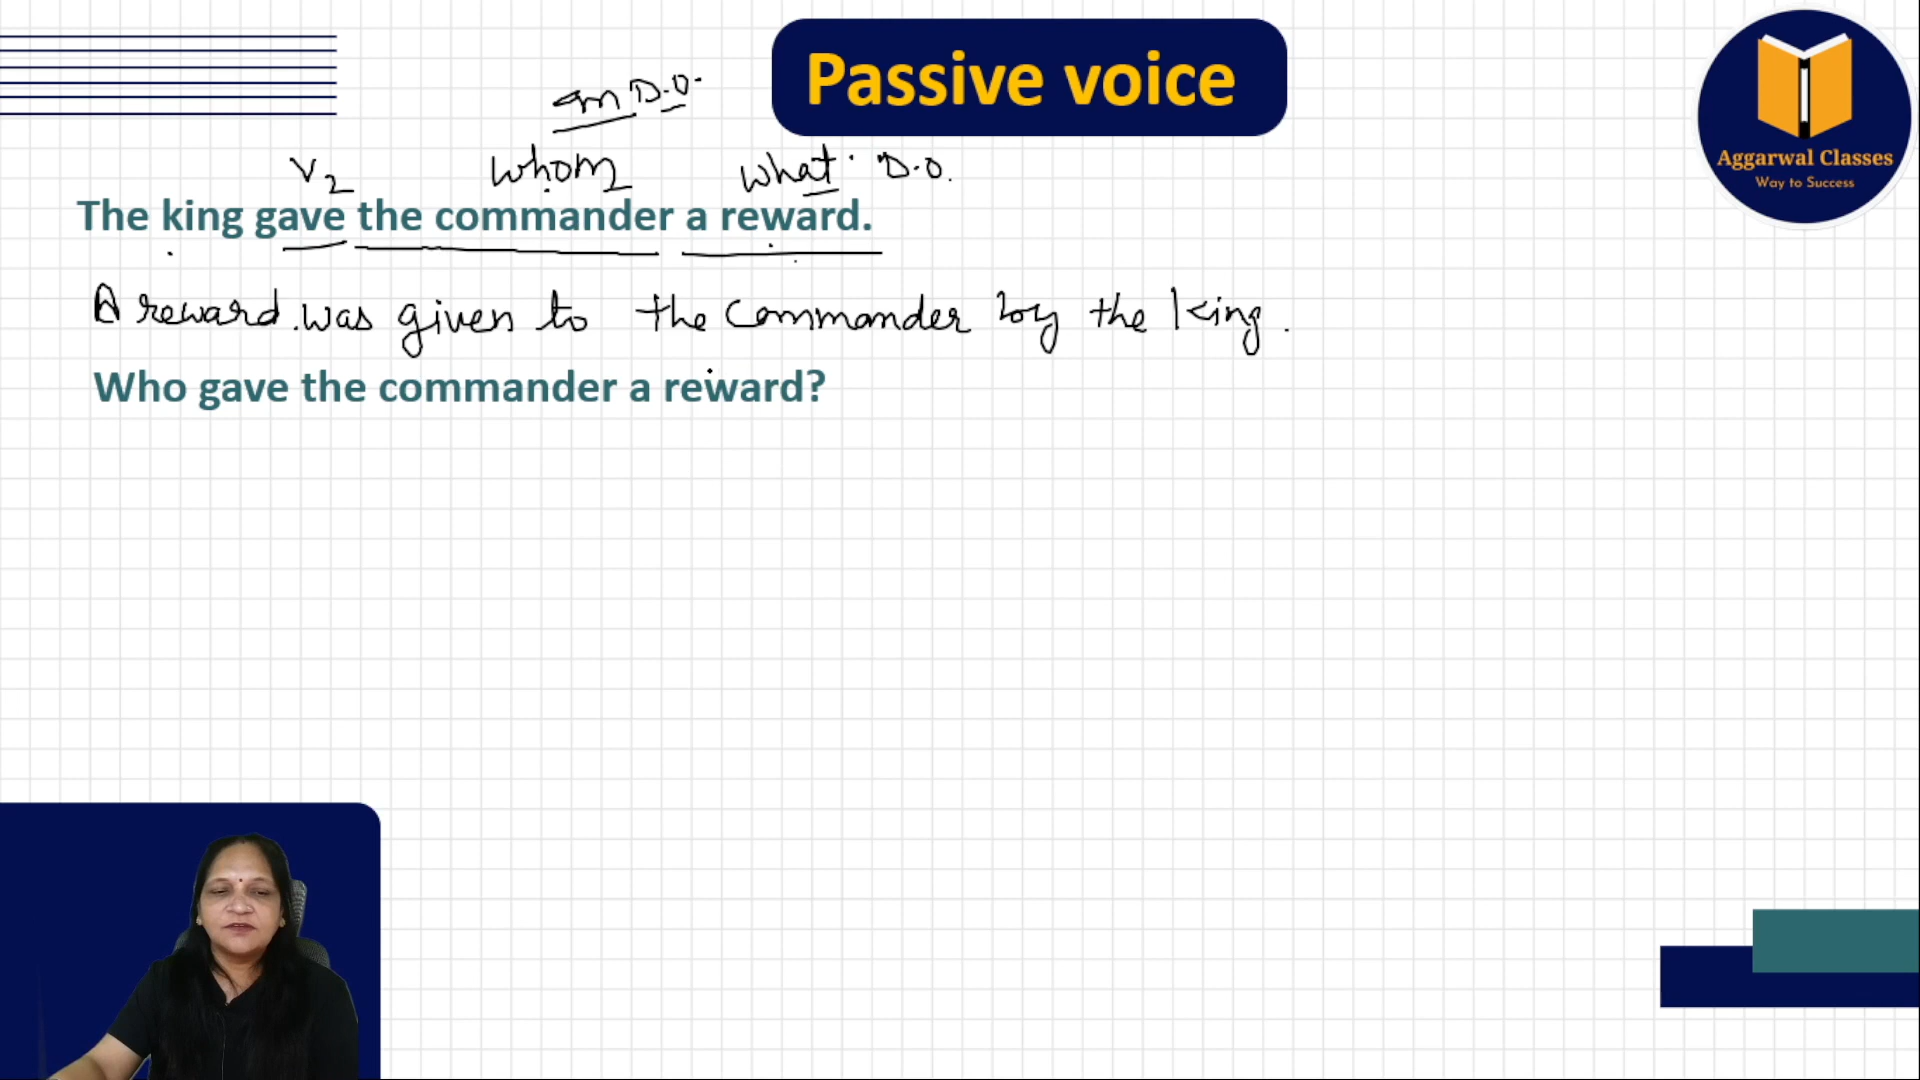 Passive voice
Aggarwal Classes
Way to Success
In D.O.
V2 whom what D.O.
The king gave the commander a reward.
A reward was given to the Commander by the King.
Who gave the commander a reward?